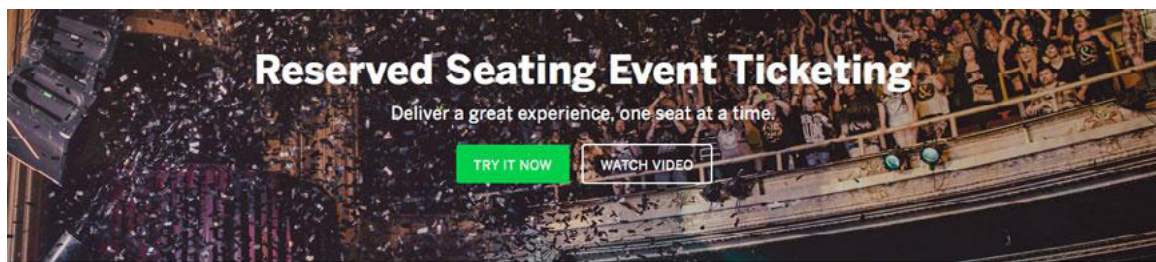 Reserved Seating Event Ticketing
Deliver a great experience, one seat at a time.
TRY IT NOW
WATCH VIDEO